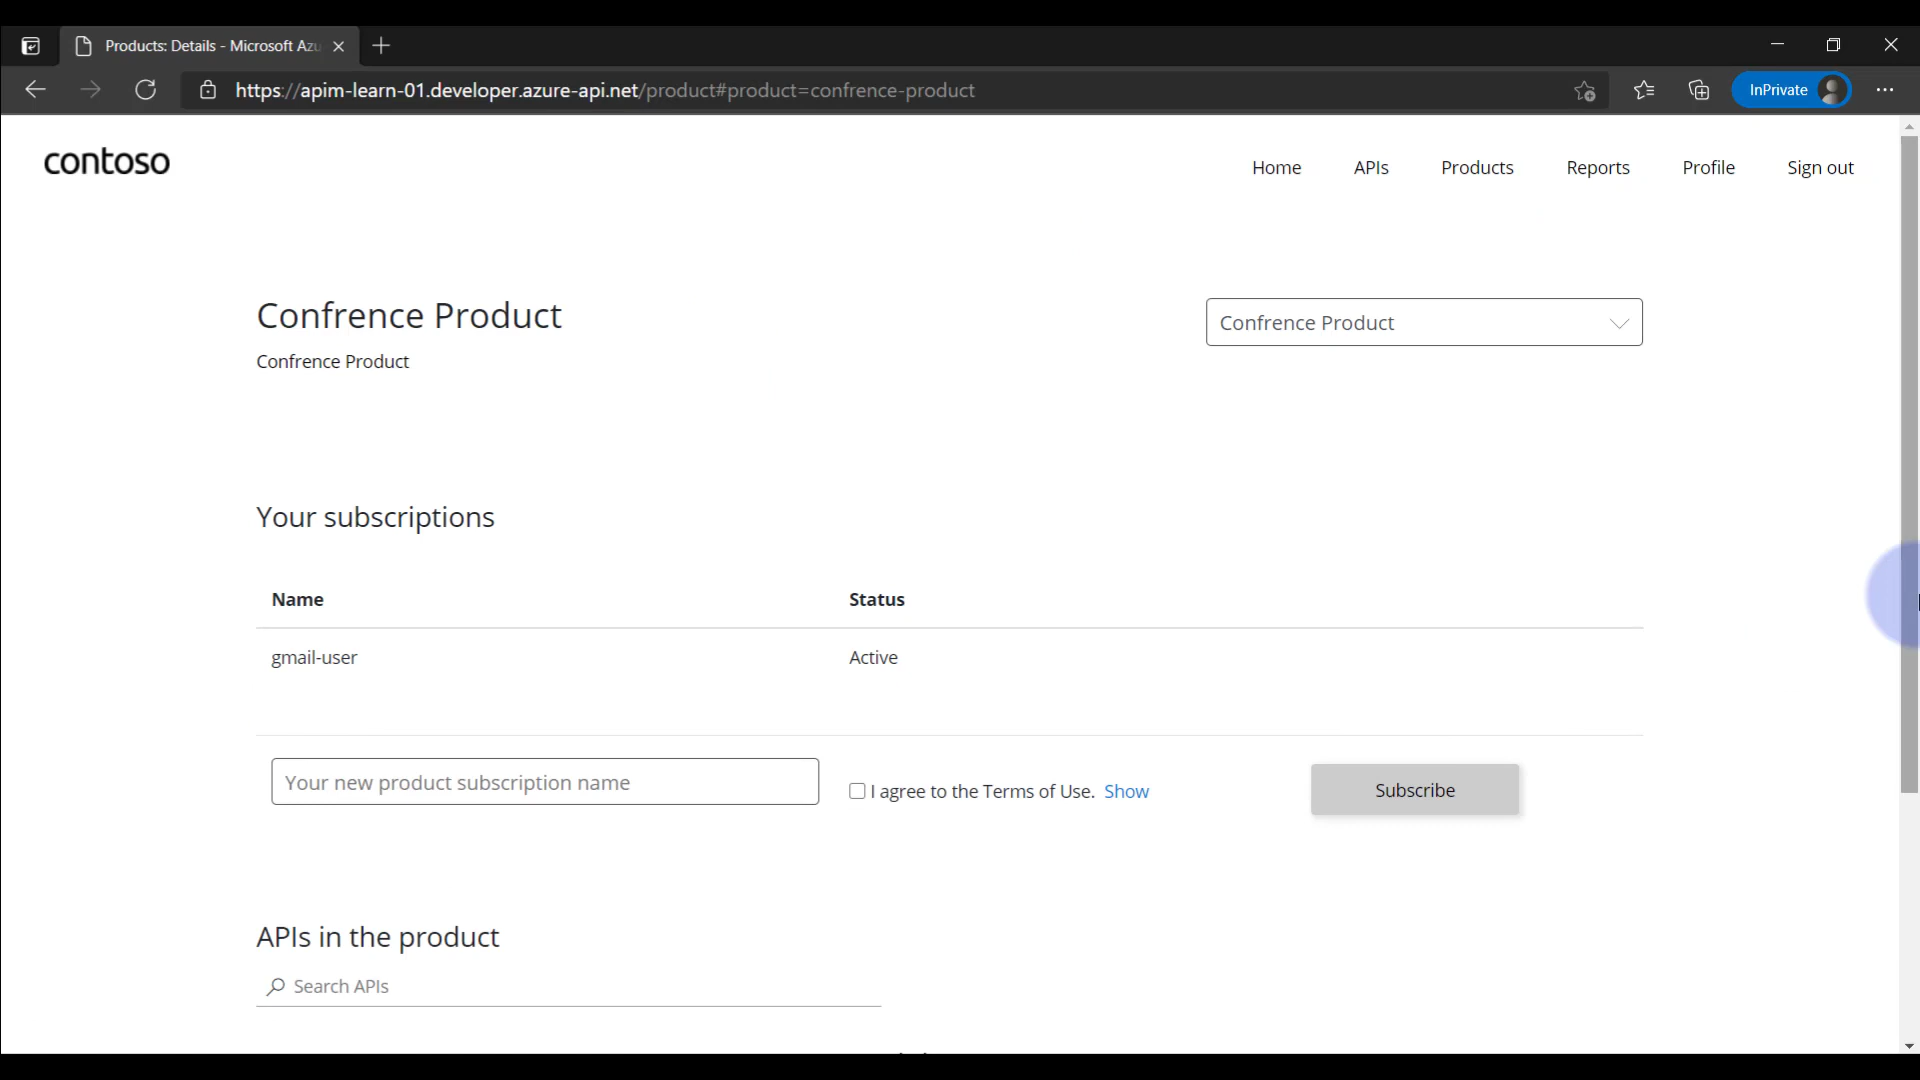 Products: Details - Microsoft Azu
https://apim-learn-01.developer.azure-api.net/product#product=confrence-product
InPrivate
contoso
Home
APIs
Products
Reports
Profile
Sign out
Confrence Product
Confrence Product
Confrence Product
Your subscriptions
Name
Status
gmail-user
Active
Your new product subscription name
I agree to the Terms of Use. Show
Subscribe
APIs in the product
Search APIs